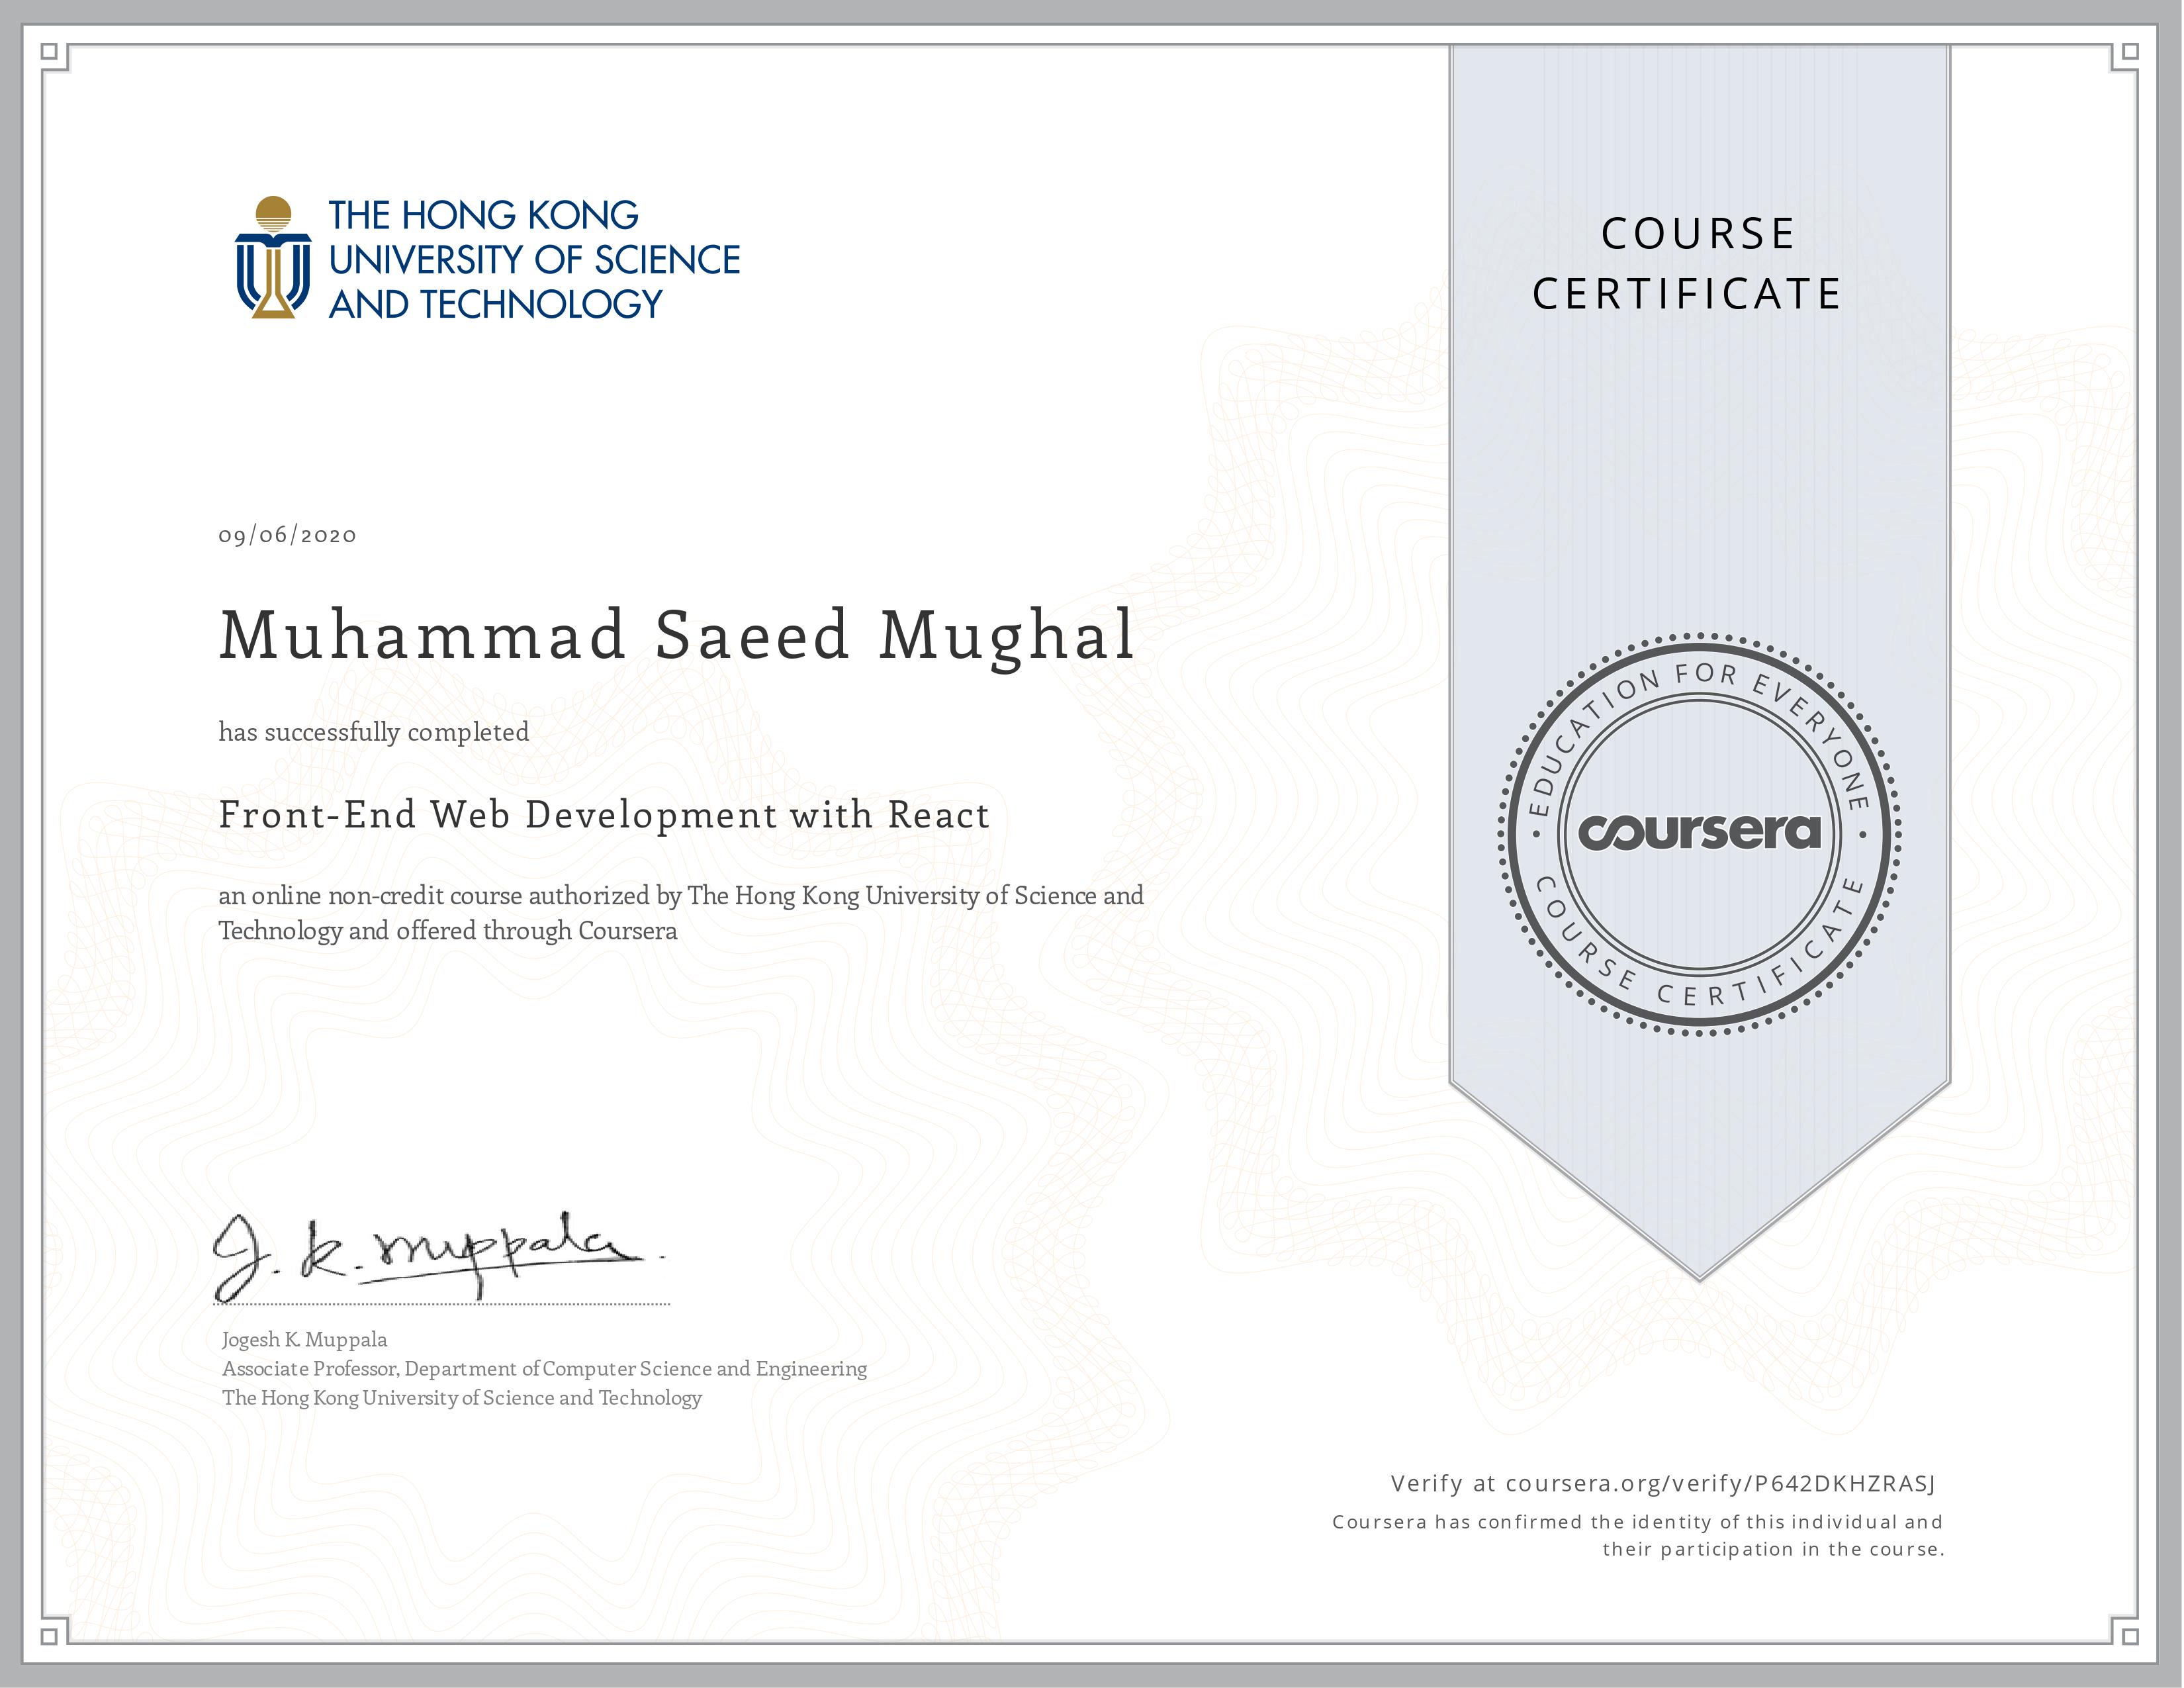 THE HONG KONG
UNIVERSITY OF SCIENCE
AND TECHNOLOGY
COURSE
CERTIFICATE
09/06/2020
Muhammad Saeed Mughal
has successfully completed
Front-End Web Development with React
an online non-credit course authorized by The Hong Kong University of Science and
Technology and offered through Coursera
EDUCATION FOR EVERYONE
coursera
COURSE CERTIFICATE
J. K. Muppala.
Jogesh K. Muppala
Associate Professor, Department of Computer Science and Engineering
The Hong Kong University of Science and Technology
Verify at coursera.org/verify/P642DKHZRASJ
Coursera has confirmed the identity of this individual and
their participation in the course.